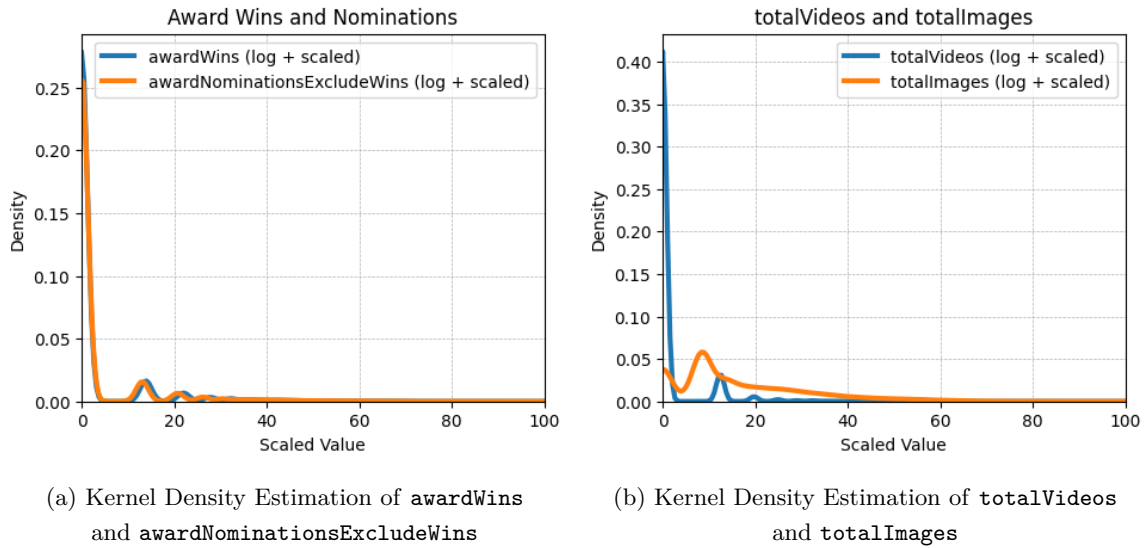 Award Wins and Nominations
awardWins (log + scaled)
awardNominationsExcludeWins (log + scaled)
Density
0.25
0.20
0.15
0.10
0.05
0.00
0 20 40 60 80 100
Scaled Value
(a) Kernel Density Estimation of awardWins
and awardNominationsExcludeWins
totalVideos and totalImages
totalVideos (log + scaled)
totalImages (log + scaled)
Density
0.40
0.35
0.30
0.25
0.20
0.15
0.10
0.05
0.00
0 20 40 60 80 100
Scaled Value
(b) Kernel Density Estimation of totalVideos
and totalImages